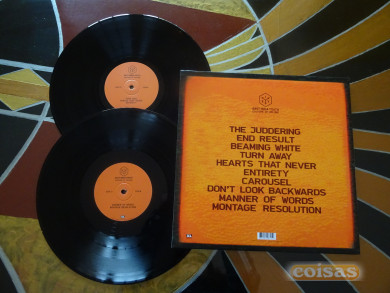 THE JUDDERING
END RESULT
BEAMING WHITE
TURN AWAY
HEARTS THAT NEVER
ENTIRETY
CAROUSEL
DON'T LOOK BACKWARDS
MANNER OF WORDS
MONTAGE RESOLUTION
coisas